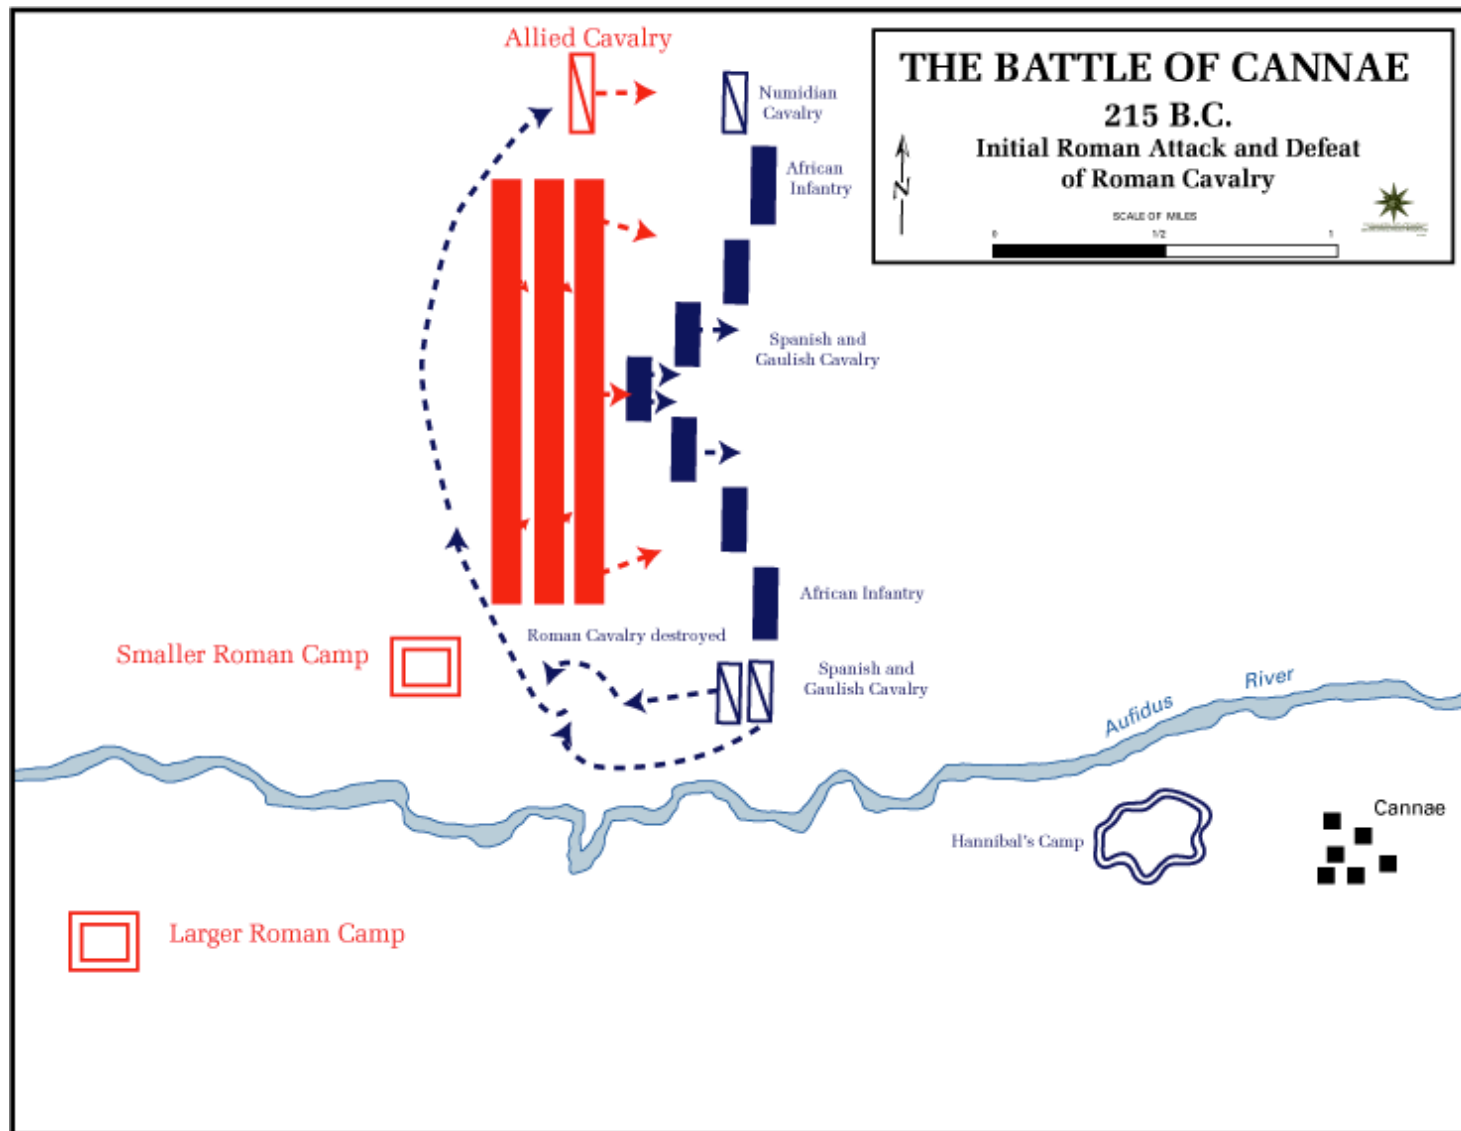 THE BATTLE OF CANNAE
215 B.C.
Initial Roman Attack and Defeat
of Roman Cavalry
N
SCALE OF MILES
0 1/2 1
Allied Cavalry
Numidian
Cavalry
African
Infantry
Spanish and
Gaulish Cavalry
African Infantry
Roman Cavalry destroyed
Smaller Roman Camp
Spanish and
Gaulish Cavalry
Aufidus River
Hannibal's Camp
Cannae
Larger Roman Camp